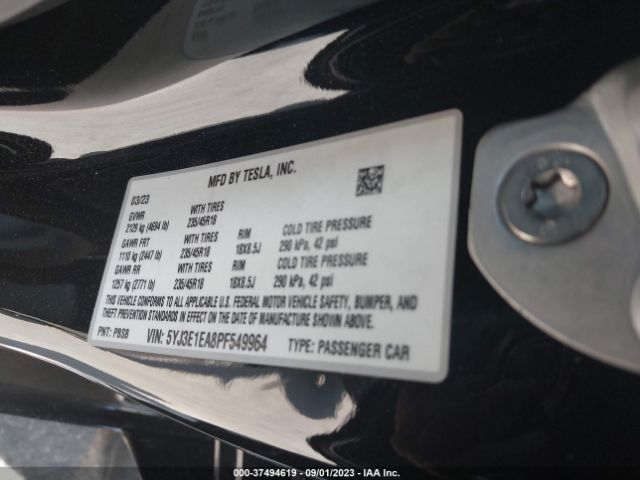 MFD BY TESLA, INC.
03/23
GVWR WITH TIRES
2129 kg (4694 lb) 235/45R18 RIM COLD TIRE PRESSURE
GAWR FRT WITH TIRES 18X8.5J 290 kPa, 42 psi
1110 kg (2447 lb) 235/45R18 RIM COLD TIRE PRESSURE
GAWR RR WITH TIRES 18X8.5J 290 kPa, 42 psi
1257 kg (2771 lb) 235/45R18
THIS VEHICLE CONFORMS TO ALL APPLICABLE U.S. FEDERAL MOTOR VEHICLE SAFETY, BUMPER, AND
THEFT PREVENTION STANDARDS IN EFFECT ON THE DATE OF MANUFACTURE SHOWN ABOVE.
PNT: PBSB VIN: 5YJ3E1EA8PF549964 TYPE: PASSENGER CAR
000-37494619 - 09/01/2023 - IAA Inc.